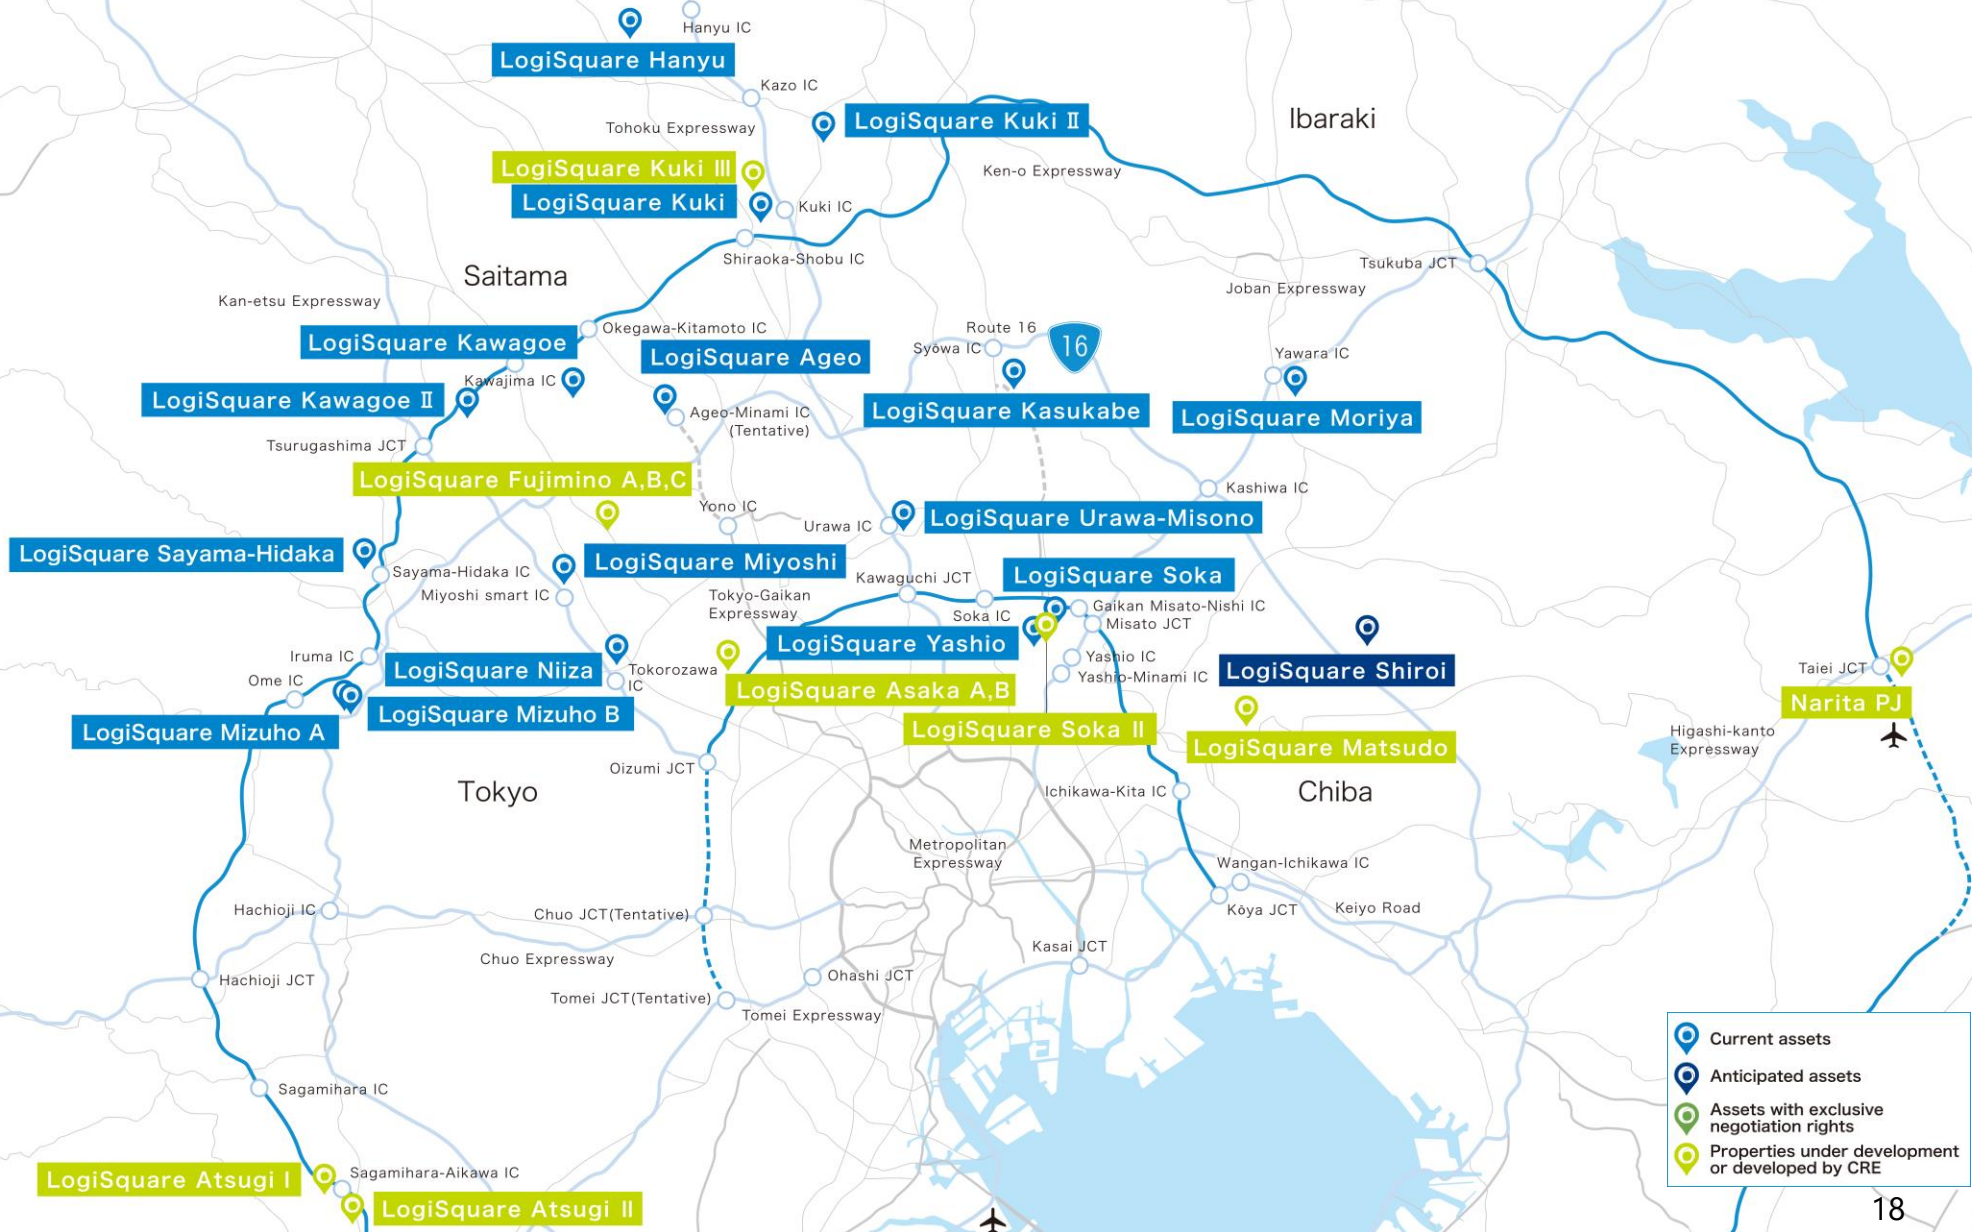 Hanyu IC
LogiSquare Hanyu
Kazo IC
Tohoku Expressway
LogiSquare Kuki Ⅱ
Ibaraki
LogiSquare Kuki Ⅲ
Ken-o Expressway
LogiSquare Kuki
Kuki IC
Shiraoka-Shobu IC
Saitama
Tsukuba JCT
Kan-etsu Expressway
Joban Expressway
LogiSquare Kawagoe
Okegawa-Kitamoto IC
Route 16
16
Syōwa IC
LogiSquare Ageo
Yawara IC
Kawajima IC
LogiSquare Kawagoe Ⅱ
Ageo-Minami IC
(Tentative)
LogiSquare Kasukabe
LogiSquare Moriya
Tsurugashima JCT
LogiSquare Fujimino A,B,C
Kashiwa IC
Yono IC
Urawa IC
LogiSquare Urawa-Misono
LogiSquare Sayama-Hidaka
LogiSquare Miyoshi
Sayama-Hidaka IC
Kawaguchi JCT
LogiSquare Soka
Miyoshi smart IC
Tokyo-Gaikan
Expressway
Soka IC
Gaikan Misato-Nishi IC
Misato JCT
LogiSquare Yashio
Iruma IC
LogiSquare Niiza
Tokorozawa
IC
Yashio IC
Yashio-Minami IC
LogiSquare Shiroi
Taiei JCT
Ome IC
LogiSquare Asaka A,B
Narita PJ
LogiSquare Mizuho B
LogiSquare Mizuho A
LogiSquare Soka Ⅱ
LogiSquare Matsudo
Higashi-kanto
Expressway
Oizumi JCT
Tokyo
Ichikawa-Kita IC
Chiba
Metropolitan
Expressway
Wangan-Ichikawa IC
Hachioji IC
Chuo JCT(Tentative)
Kōya JCT
Keiyo Road
Kasai JCT
Chuo Expressway
Hachioji JCT
Ohashi JCT
Tomei JCT(Tentative)
Tomei Expressway
Sagamihara IC
Sagamihara-Aikawa IC
LogiSquare Atsugi Ⅰ
LogiSquare Atsugi Ⅱ
Current assets
Anticipated assets
Assets with exclusive
negotiation rights
Properties under development
or developed by CRE
18